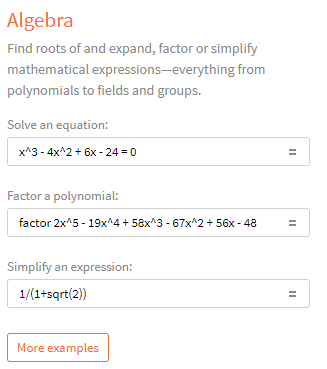 Algebra
Find roots of and expand, factor or simplify
mathematical expressions—everything from
polynomials to fields and groups.
Solve an equation:
x^3 - 4x^2 + 6x - 24 = 0 =
Factor a polynomial:
factor 2x^5 - 19x^4 + 58x^3 - 67x^2 + 56x - 48 =
Simplify an expression:
1/(1+sqrt(2)) =
More examples